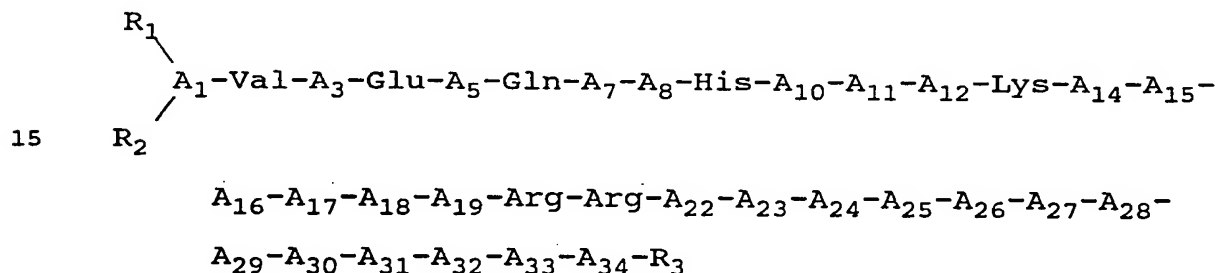 R₁
A₁-Val-A₃-Glu-A₅-Gln-A₇-A₈-His-A₁₀-A₁₁-A₁₂-Lys-A₁₄-A₁₅-
15 R₂
A₁₆-A₁₇-A₁₈-A₁₉-Arg-Arg-A₂₂-A₂₃-A₂₄-A₂₅-A₂₆-A₂₇-A₂₈-
A₂₉-A₃₀-A₃₁-A₃₂-A₃₃-A₃₄-R₃